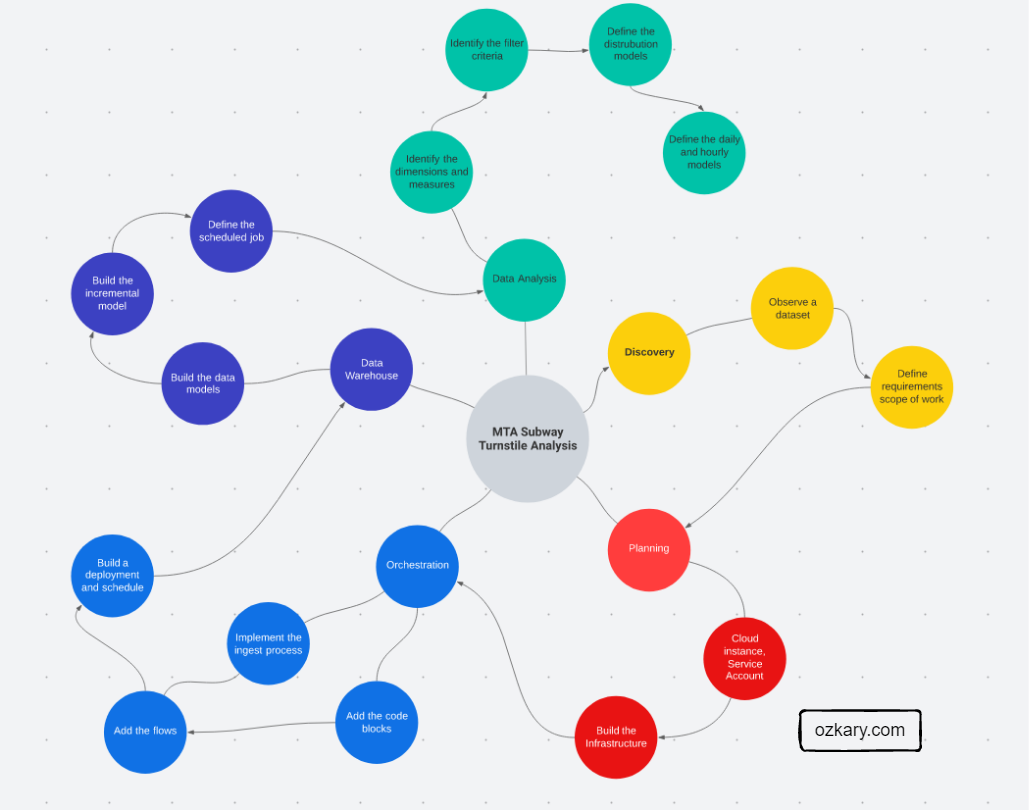 Identify the filter
criteria
Define the
distrubution
models
Define the daily
and hourly
models
Identify the
dimensions and
measures
Define the
scheduled job
Build the
incremental
model
Data Analysis
Observe a
dataset
Discovery
Data
Warehouse
Build the data
models
Define
requirements
scope of work
MTA Subway
Turnstile Analysis
Planning
Orchestration
Build a
deployment
and schedule
Implement the
ingest process
Cloud
instance,
Service
Account
Add the flows
Add the code
blocks
Build the
Infrastructure
ozkary.com